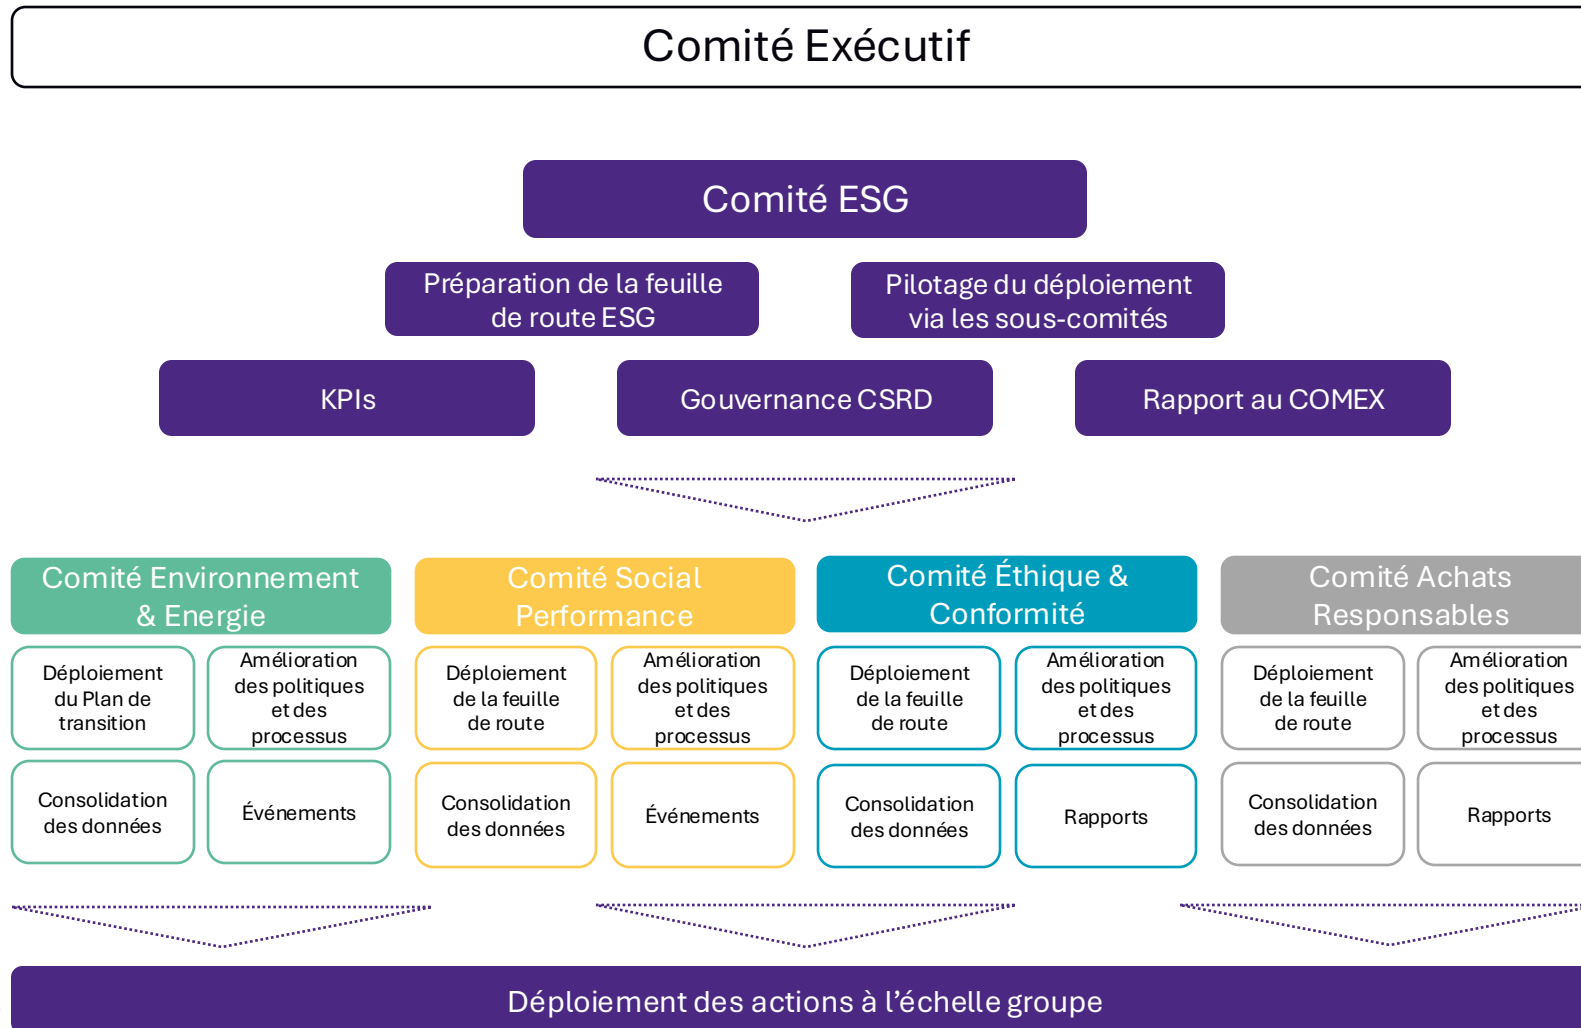 Comité Exécutif
Comité ESG
Préparation de la feuille
de route ESG
Pilotage du déploiement
via les sous-comités
KPIs
Gouvernance CSRD
Rapport au COMEX
Comité Environnement
& Energie
Déploiement
du Plan de
transition
Amélioration
des politiques
et des
processus
Consolidation
des données
Événements
Comité Social
Performance
Déploiement
de la feuille
de route
Amélioration
des politiques
et des
processus
Consolidation
des données
Événements
Comité Éthique &
Conformité
Déploiement
de la feuille
de route
Amélioration
des politiques
et des
processus
Consolidation
des données
Rapports
Comité Achats
Responsables
Déploiement
de la feuille
de route
Amélioration
des politiques
et des
processus
Consolidation
des données
Rapports
Déploiement des actions à l’échelle groupe